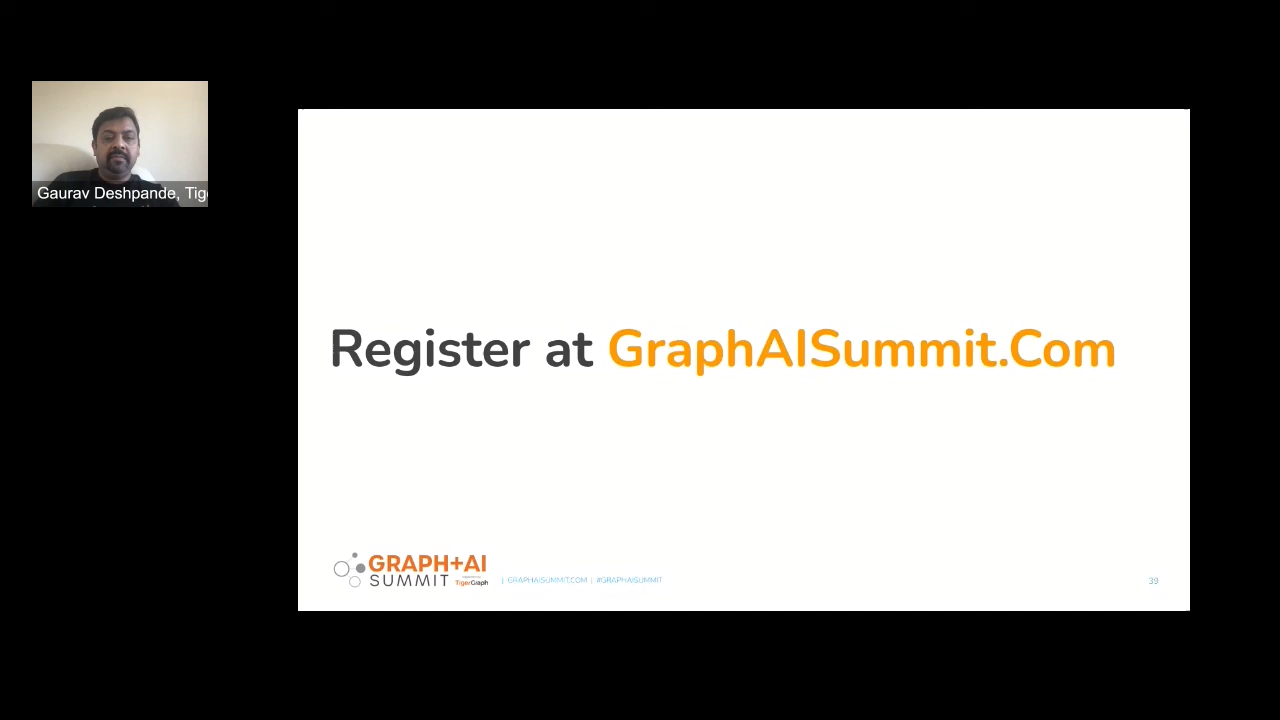 Gaurav Deshpande, Tig
Register at GraphAISummit.Com
GRAPH+AI
SUMMIT
TigerGraph
| GRAPHAISUMMIT.COM | #GRAPHAISUMMIT
39